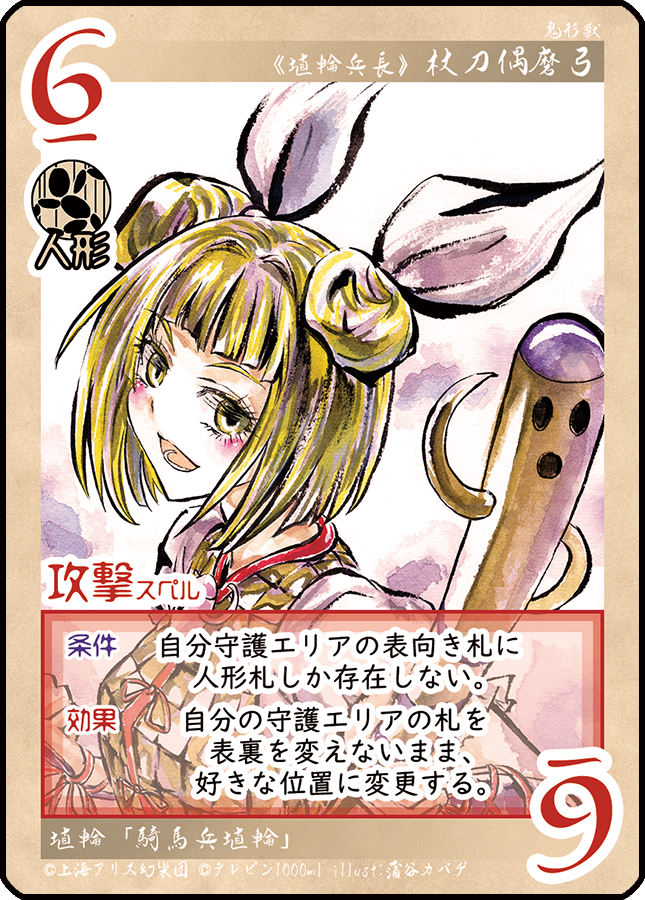 鬼形獣
6
《埴輪兵長》 杖刀偶磨弓
人形
攻撃スペル
条件 自分守護エリアの表向き札に
人形札しか存在しない。
効果 自分の守護エリアの札を
表裏を変えないまま、
好きな位置に変更する。
6
埴輪「騎馬兵埴輪」
©上海アリス幻樂団 ©テレピン1000ml illust:蒲谷カバヂ